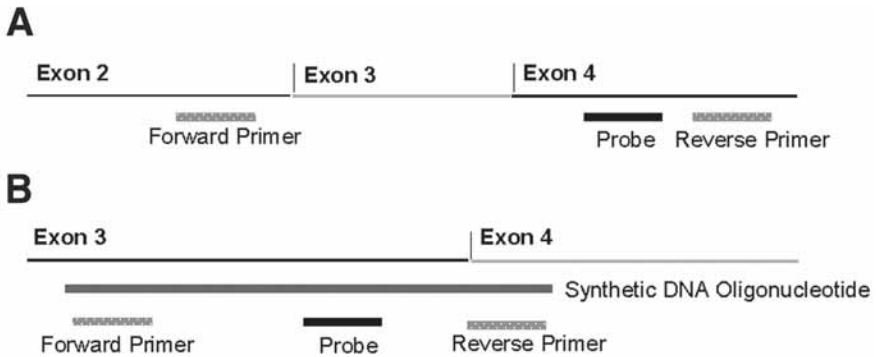 A
Exon 2 Exon 3 Exon 4
Forward Primer Probe Reverse Primer
B
Exon 3 Exon 4
Synthetic DNA Oligonucleotide
Forward Primer Probe Reverse Primer